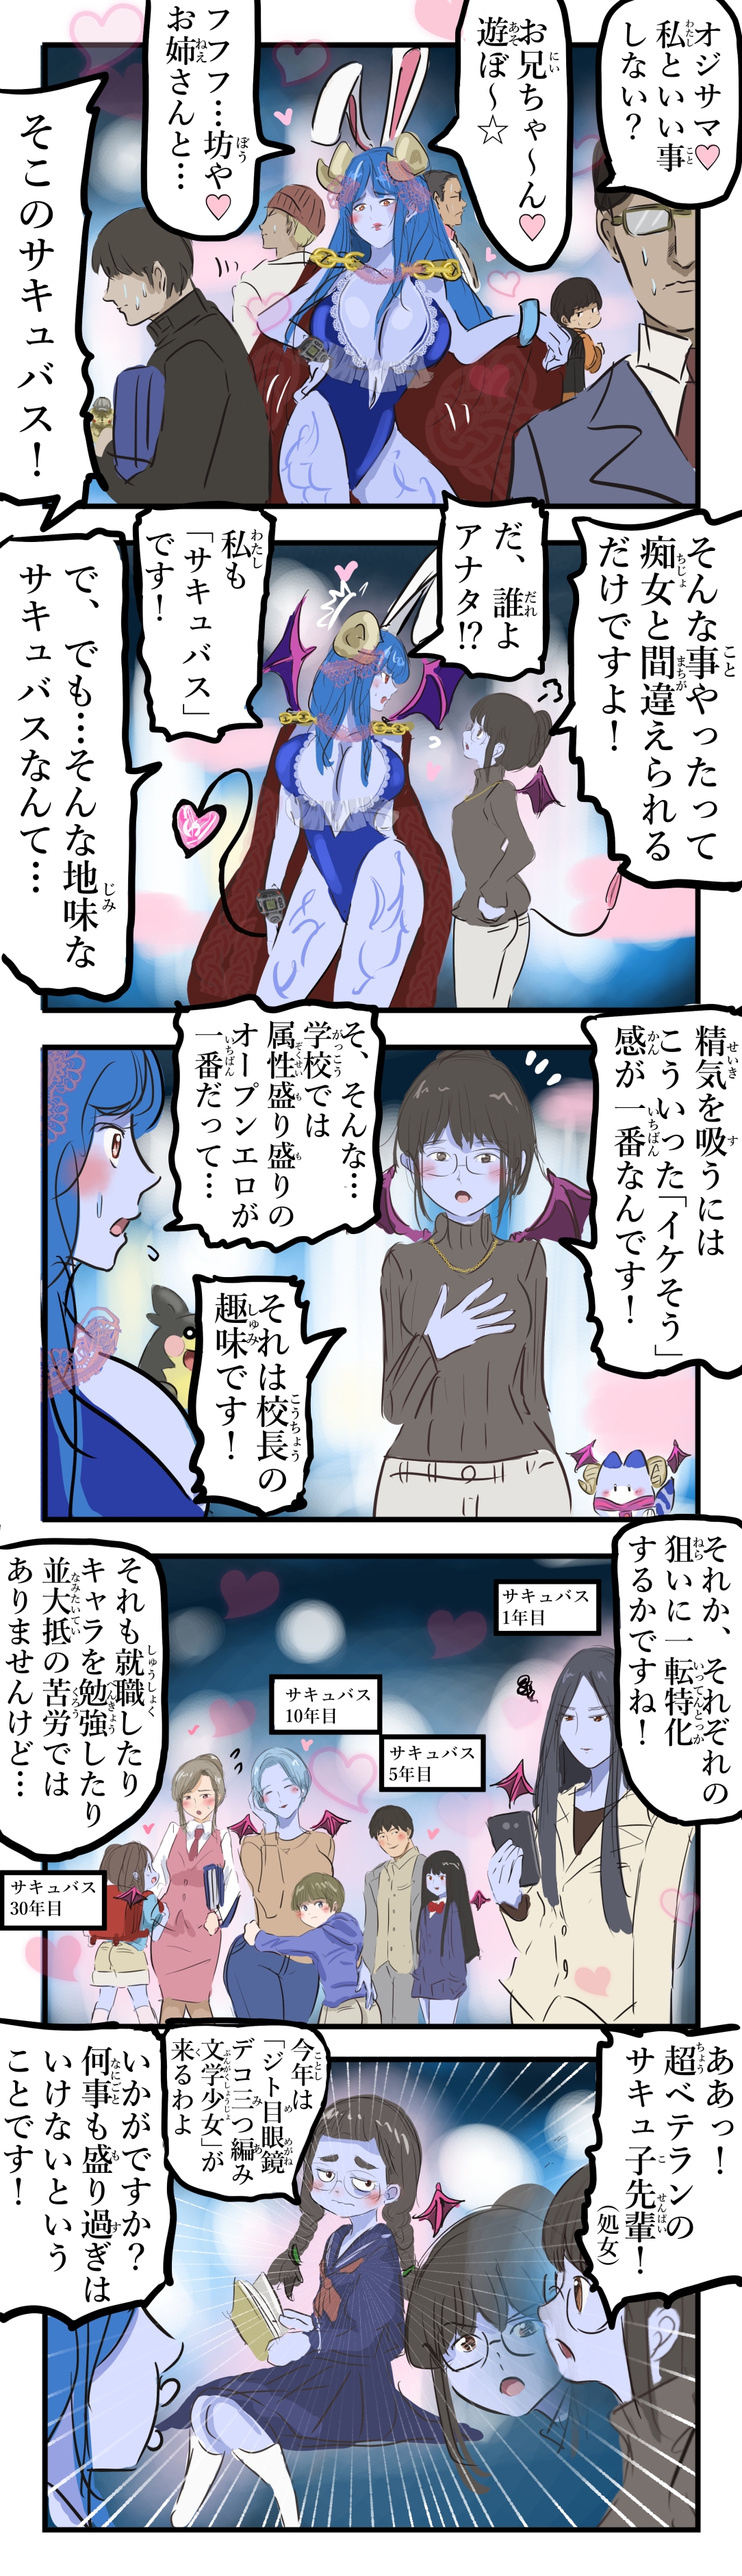 オジサマ♥
私といい事
しない?
お兄ちゃ〜ん♥
遊ぼ〜☆
フフフ…坊や♥
お姉さんと…
そこのサキュバス!
そんな事やったって
痴女と間違えられる
だけですよ!
だ、誰よ
アナタ!?
私も
「サキュバス」
です!
で、でも…そんな地味な
サキュバスなんて…
精気を吸うには
こういった「イケそう」
感が一番なんです!
そ、そんな…
学校では
属性盛り盛りの
オープンエロが
一番だって…
それは校長の
趣味です!
それか、それぞれの
狙いに一転特化
するかですね!
サキュバス
1年目
サキュバス
5年目
サキュバス
10年目
サキュバス
30年目
それも就職したり
キャラを勉強したり
並大抵の苦労では
ありませんけど…
ああっ!
超ベテランの
サキュ子先輩!
(処女)
今年は
「ジト目眼鏡
デコ三つ編み
文学少女」が
来るわよ
いかがですか?
何事も盛り過ぎは
いけないという
ことです!